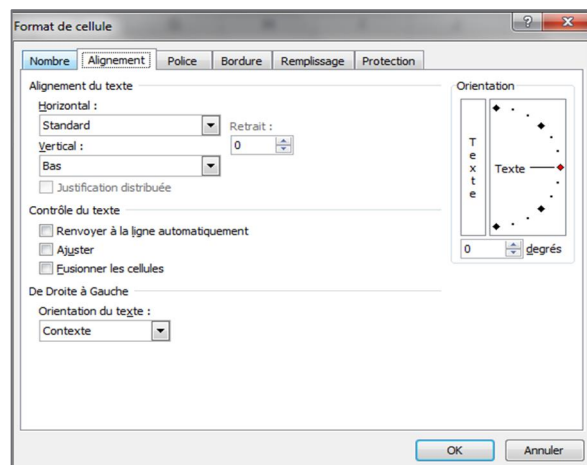 Format de cellule
Nombre Alignement Police Bordure Remplissage Protection
Alignement du texte
Horizontal :
Standard
Retrait :
Vertical :
0
Bas
Justification distribuée
Contrôle du texte
Renvoyer à la ligne automatiquement
Ajuster
Fusionner les cellules
De Droite à Gauche
Orientation du texte :
Contexte
Orientation
Texte
Texte
0 degrés
OK Annuler